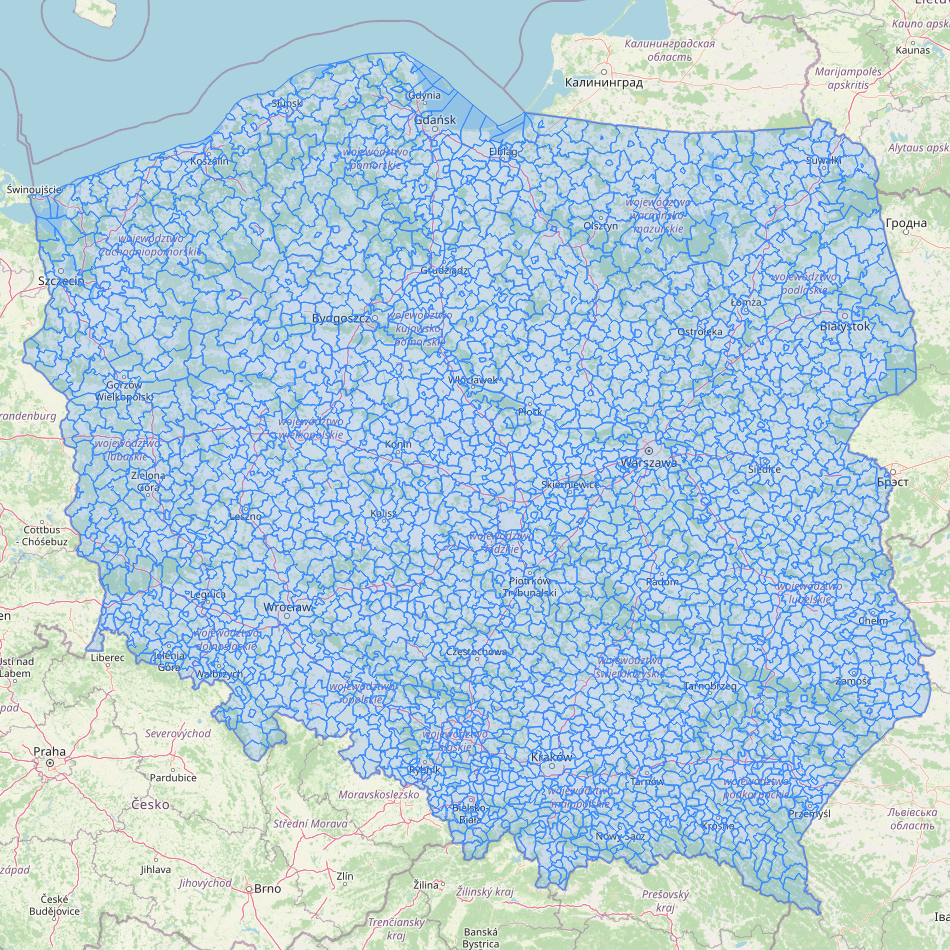 Kauno apskr
Kaunas
Калининградская
область
Калининград
Marijampolės
apskritis
Gdynia
Słupsk
Gdańsk
województwo
pomorskie
Elbląg
Koszalin
Suwałki
Alytaus apskr
Świnoujście
województwo
zachodniopomorskie
województwo
warmińsko-
mazurskie
Olsztyn
Гродна
Szczecin
Grudziądz
województwo
podlaskie
Łomża
Bydgoszcz
województwo
kujawsko-
pomorskie
Ostrołęka
Białystok
Gorzów
Wielkopolski
Włocławek
Płock
randenburg
województwo
wielkopolskie
województwo
lubuskie
Konin
Warszawa
Siedlce
Брэст
Zielona
Góra
Skierniewice
Leszno
Kalisz
Cottbus
- Chóśebuz
województwo
łódzkie
Piotrków
Trybunalski
Radom
województwo
lubelskie
Legnica
Wrocław
en
Chełm
województwo
dolnośląskie
Jelenia
Góra
Wałbrzych
Liberec
Ústí nad
Labem
Częstochowa
województwo
świętokrzyskie
województwo
opolskie
Tarnobrzeg
Zamość
Severovýchod
województwo
śląskie
Praha
Kraków
Rybnik
Pardubice
Česko
Moravskoslezsko
Tarnów
województwo
podkarpackie
województwo
małopolskie
Bielsko-
Biała
Przemyśl
Львівська
область
Střední Morava
Nowy Sącz
Krosno
Jihlava
Zlín
Jihovýchod
Brno
Žilina
Žilinský kraj
Prešovský
kraj
České
Budějovice
Trenčiansky
kraj
Banská
Bystrica
Іва